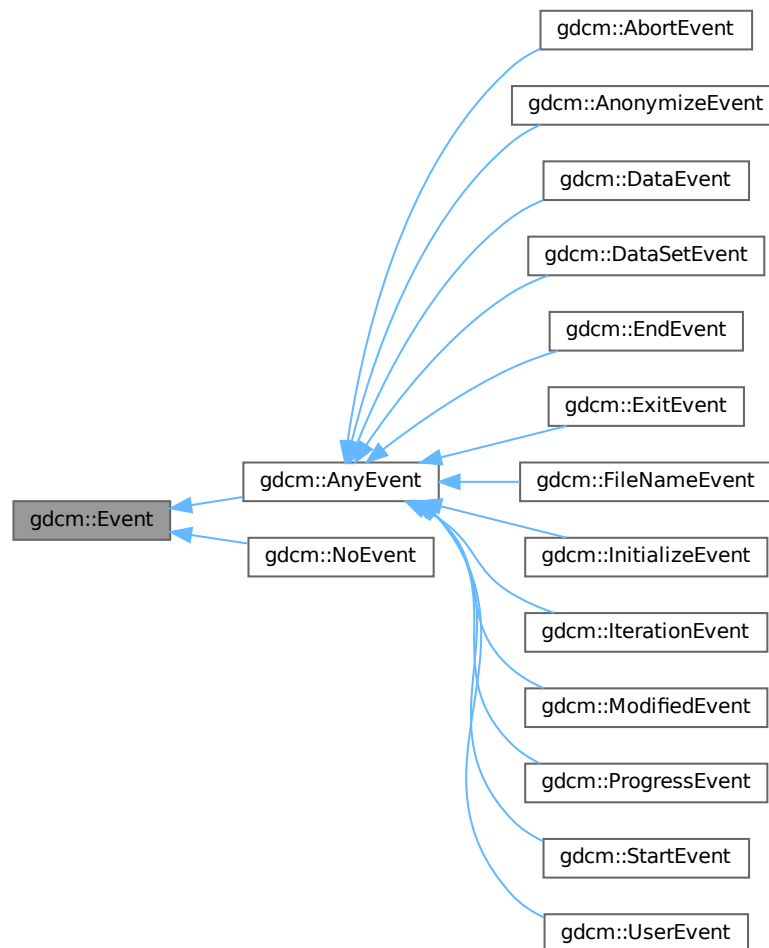 gdcm::AbortEvent
gdcm::AnonymizeEvent
gdcm::DataEvent
gdcm::DataSetEvent
gdcm::EndEvent
gdcm::ExitEvent
gdcm::AnyEvent
gdcm::FileNameEvent
gdcm::Event
gdcm::NoEvent
gdcm::InitializeEvent
gdcm::IterationEvent
gdcm::ModifiedEvent
gdcm::ProgressEvent
gdcm::StartEvent
gdcm::UserEvent